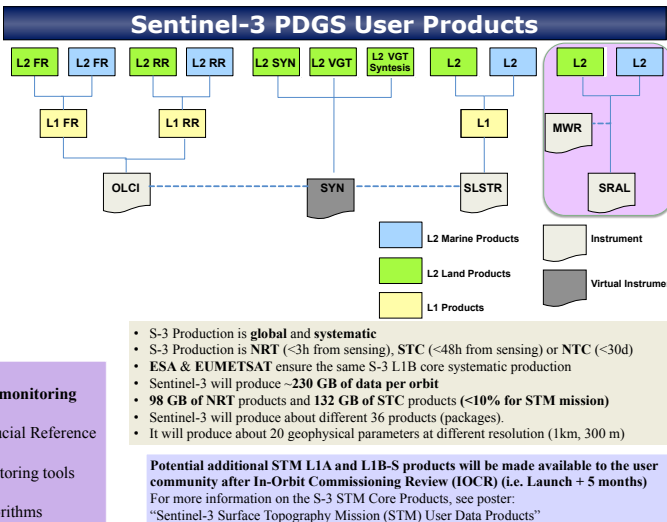 Sentinel-3 PDGS User Products
L2 FR L2 FR L2 RR L2 RR L2 SYN L2 VGT L2 VGT Syntesis L2 L2 L2 L2
L1 FR L1 RR L1 MWR
OLCI SYN SLSTR SRAL
L2 Marine Products Instrument
L2 Land Products
L1 Products Virtual Instrume
• S-3 Production is global and systematic
• S-3 Production is NRT (<3h from sensing), STC (<48h from sensing) or NTC (<30d)
• ESA & EUMETSAT ensure the same S-3 L1B core systematic production
• Sentinel-3 will produce ~230 GB of data per orbit
• 98 GB of NRT products and 132 GB of STC products (<10% for STM mission)
• Sentinel-3 will produce about different 36 products (packages).
• It will produce about 20 geophysical parameters at different resolution (1km, 300 m)
monitoring
cial Reference
toring tools
orithms
Potential additional STM L1A and L1B-S products will be made available to the user
community after In-Orbit Commissioning Review (IOCR) (i.e. Launch + 5 months)
For more information on the S-3 STM Core Products, see poster:
“Sentinel-3 Surface Topography Mission (STM) User Data Products”